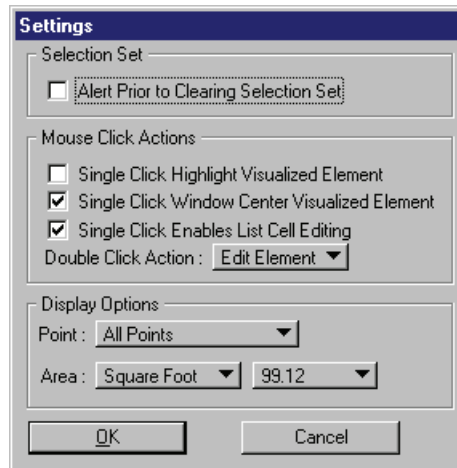 Settings
Selection Set
Alert Prior to Clearing Selection Set
Mouse Click Actions
Single Click Highlight Visualized Element
Single Click Window Center Visualized Element
Single Click Enables List Cell Editing
Double Click Action : Edit Element
Display Options
Point : All Points
Area : Square Foot 99.12
OK Cancel